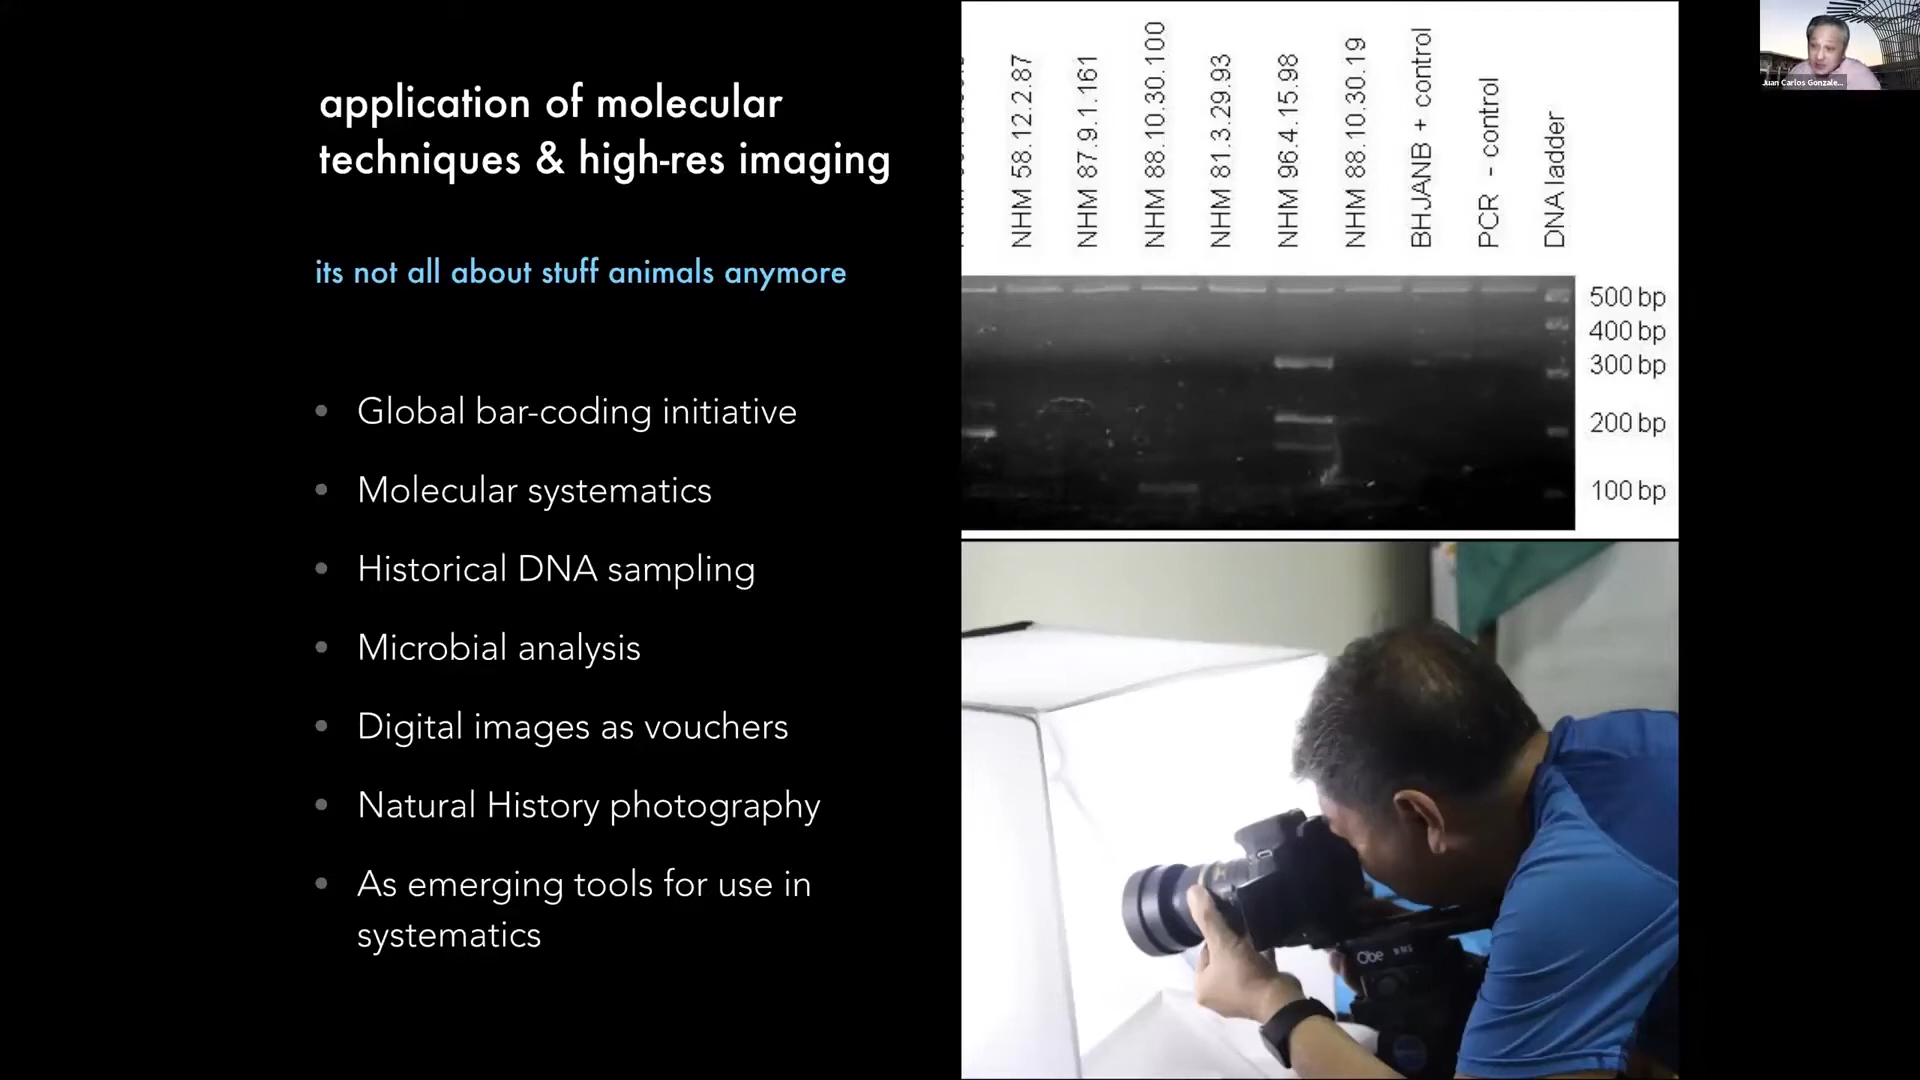 application of molecular
techniques & high-res imaging
its not all about stuff animals anymore
Global bar-coding initiative
Molecular systematics
Historical DNA sampling
Microbial analysis
Digital images as vouchers
Natural History photography
As emerging tools for use in
systematics
NHM 58.12.2.87
NHM 87.9.1.161
NHM 88.10.30.100
NHM 81.3.29.93
NHM 96.4.15.98
NHM 88.10.30.19
BHJANB + control
PCR - control
DNA ladder
500 bp
400 bp
300 bp
200 bp
100 bp
Obe
Juan Carlos Gonzale...